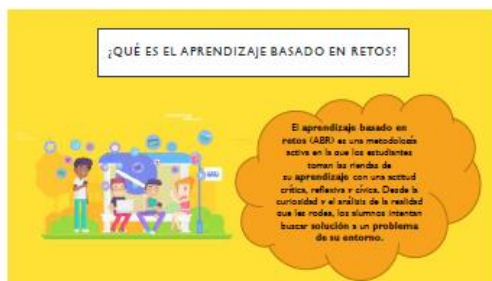 ¿QUÉ ES EL APRENDIZAJE BASADO EN RETOS?
El aprendizaje basado en
retos (ABR) es una metodología
activa en la que los estudiantes
toman las riendas de
su aprendizaje con una actitud
crítica, reflexiva y cívica. Desde la
curiosidad y el análisis de la realidad
que les rodea, los alumnos intentan
buscar solución a un problema
de su entorno.